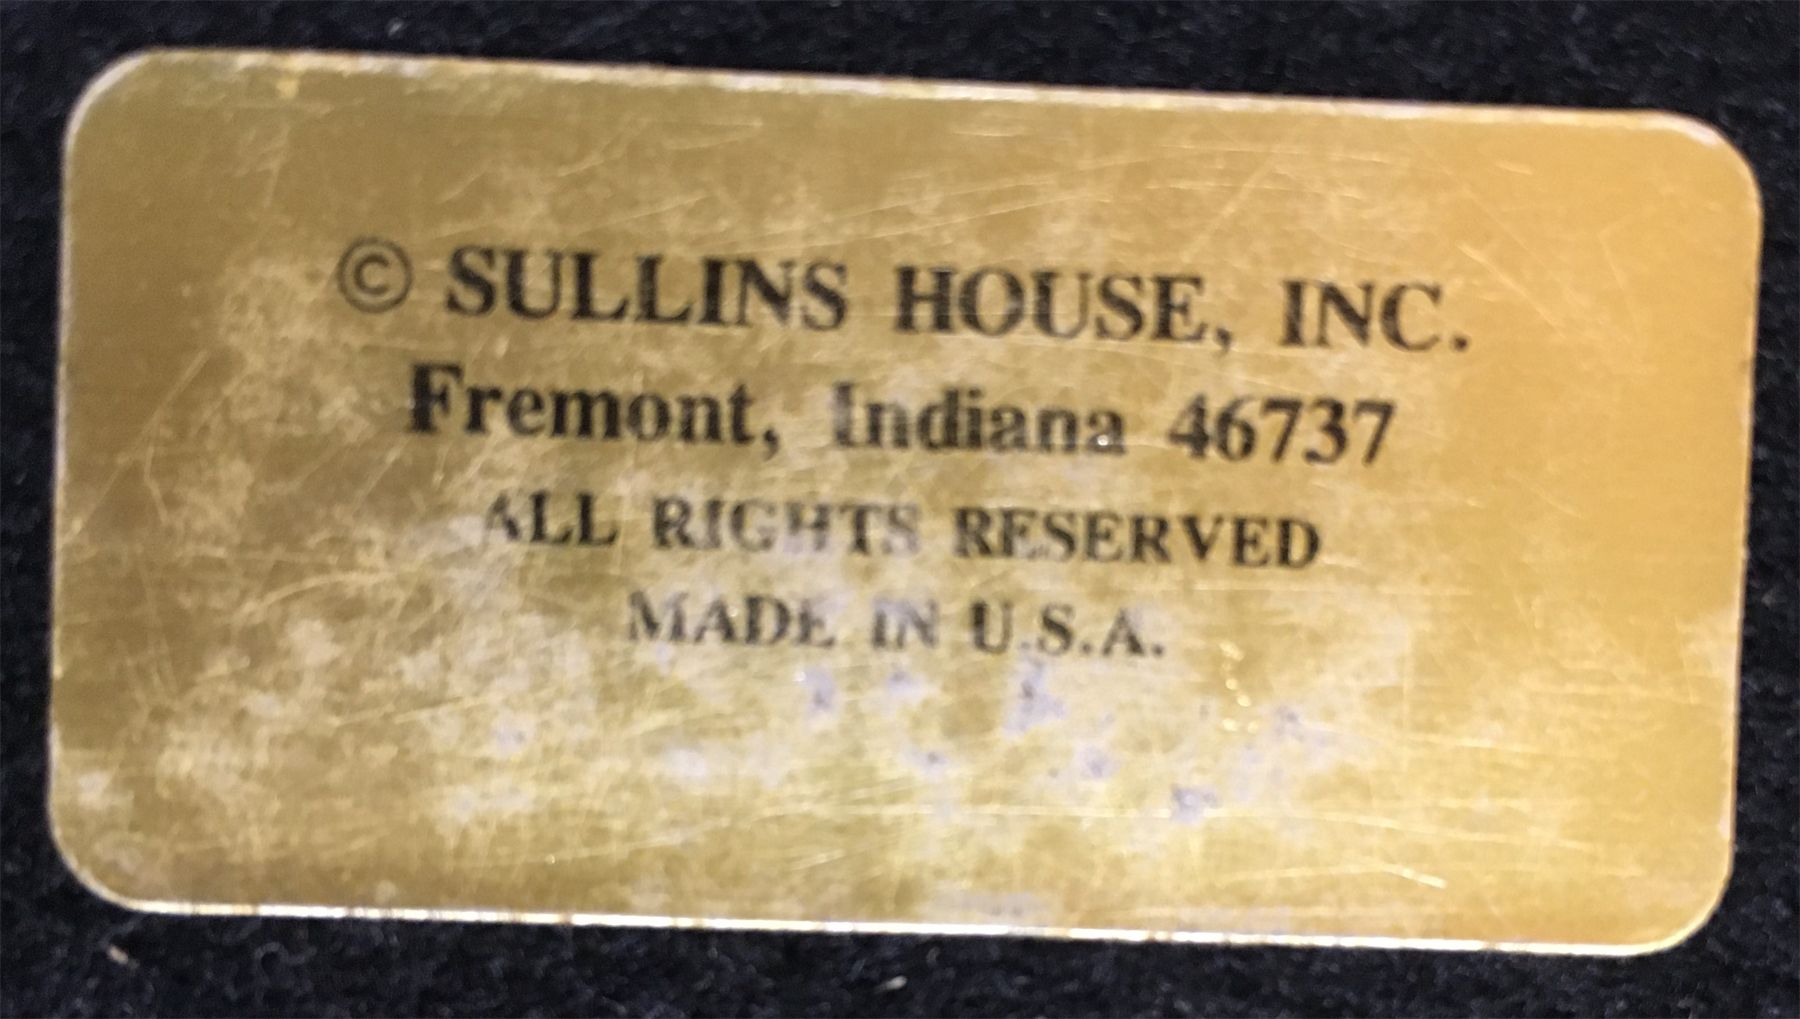 © SULLINS HOUSE, INC.
Fremont, Indiana 46737
ALL RIGHTS RESERVED
MADE IN U.S.A.